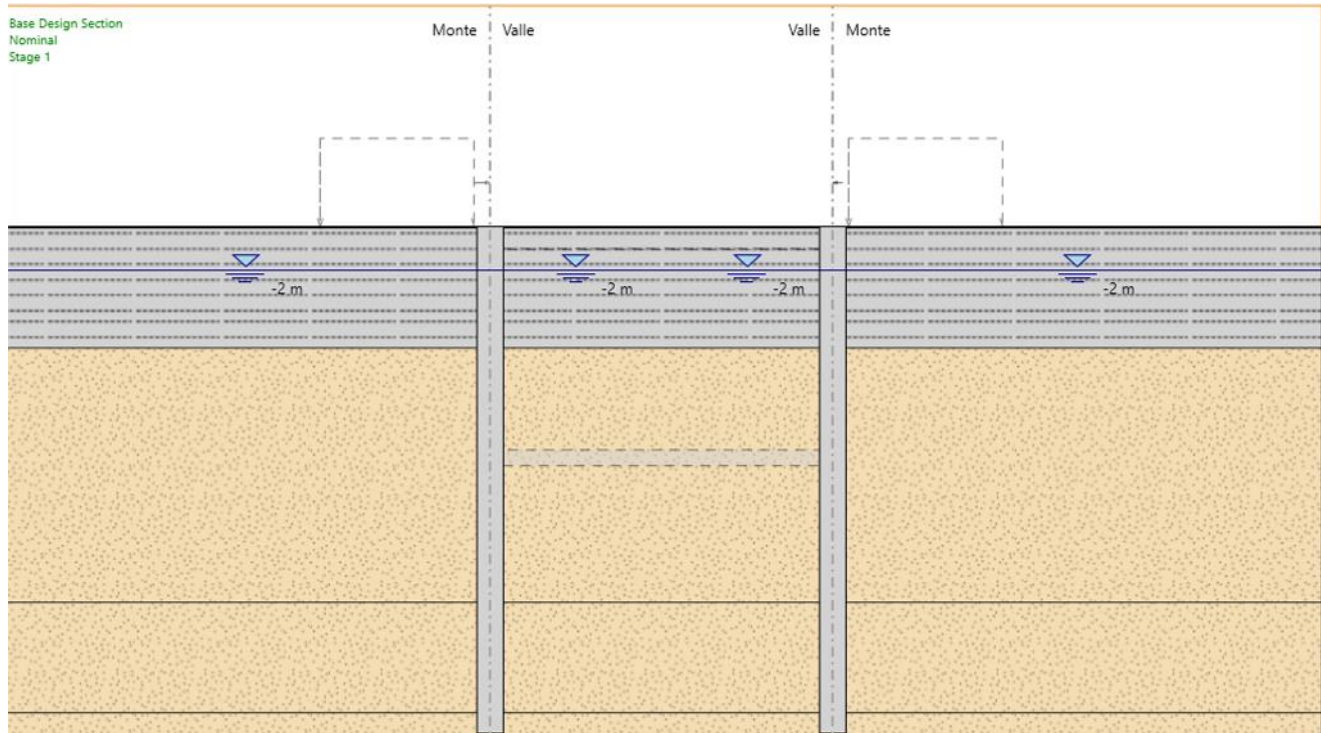 Base Design Section
Nominal
Stage 1
Monte Valle Valle Monte
-2 m -2 m -2 m -2 m